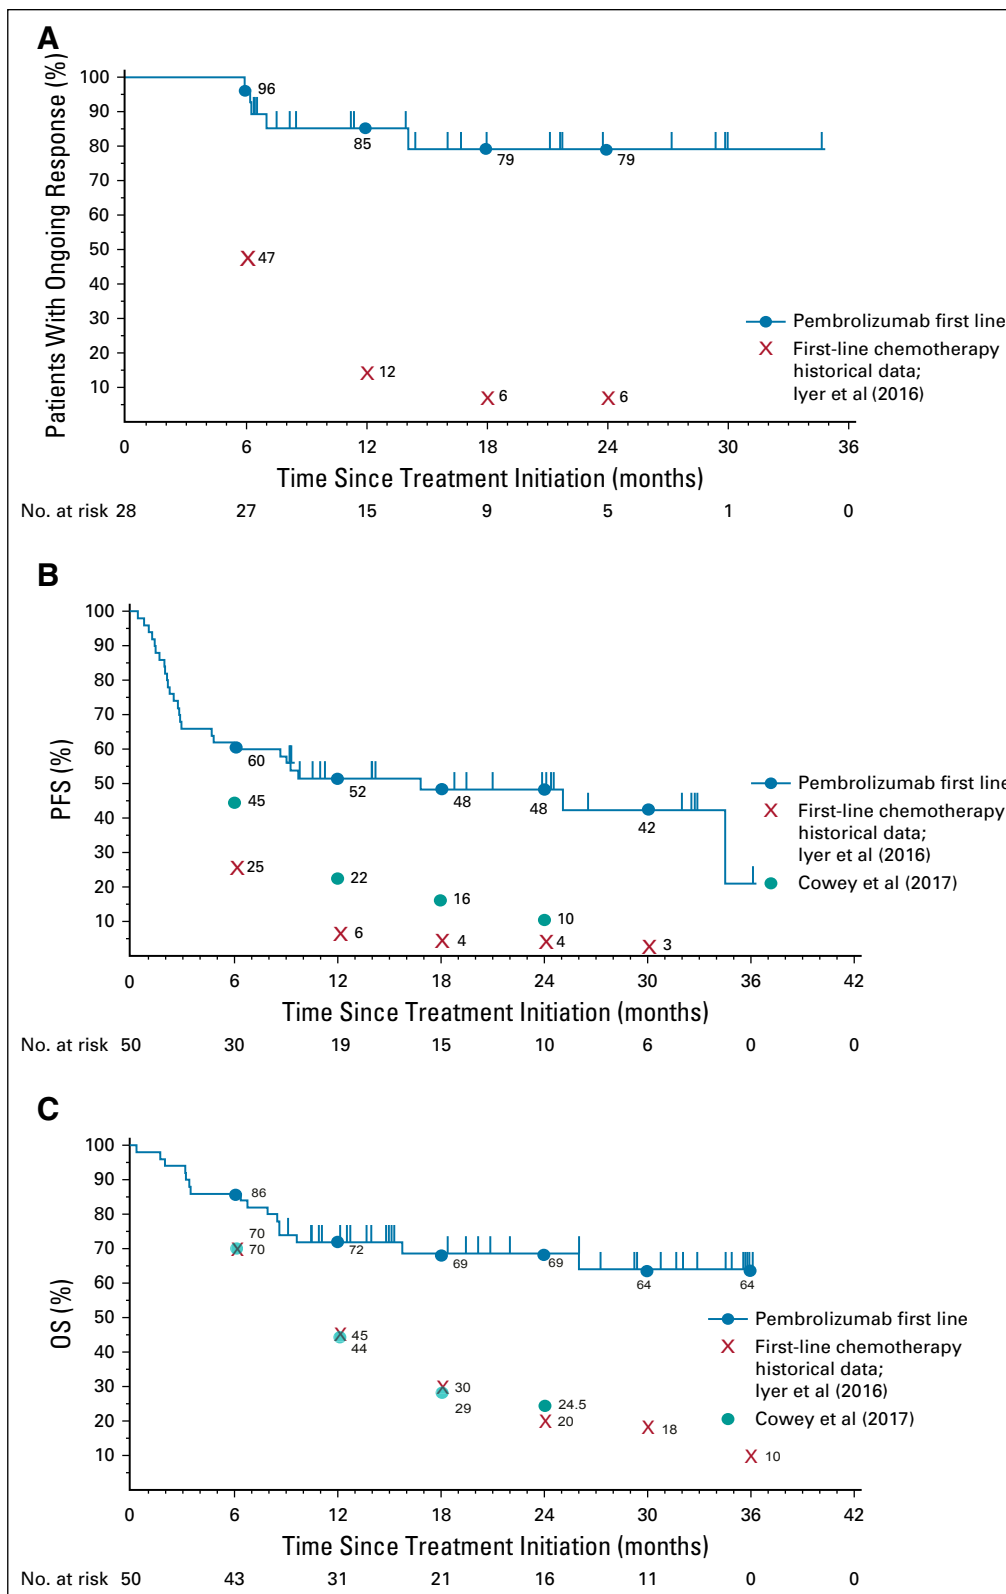 A
Patients With Ongoing Response (%)
100
90
80
70
60
50
40
30
20
10
96
85
79
79
47
12
6
6
Pembrolizumab first line
First-line chemotherapy
historical data;
Iyer et al (2016)
0 6 12 18 24 30 36
Time Since Treatment Initiation (months)
No. at risk 28 27 15 9 5 1 0
B
PFS (%)
100
90
80
70
60
50
40
30
20
10
60
52
48
48
42
45
22
16
10
25
6
4
4
3
Pembrolizumab first line
First-line chemotherapy
historical data;
Iyer et al (2016)
Cowey et al (2017)
0 6 12 18 24 30 36 42
Time Since Treatment Initiation (months)
No. at risk 50 30 19 15 10 6 0 0
C
OS (%)
100
90
80
70
60
50
40
30
20
10
86
72
69
69
64
64
70
70
45
44
30
29
24.5
20
18
10
Pembrolizumab first line
First-line chemotherapy
historical data;
Iyer et al (2016)
Cowey et al (2017)
0 6 12 18 24 30 36 42
Time Since Treatment Initiation (months)
No. at risk 50 43 31 21 16 11 0 0